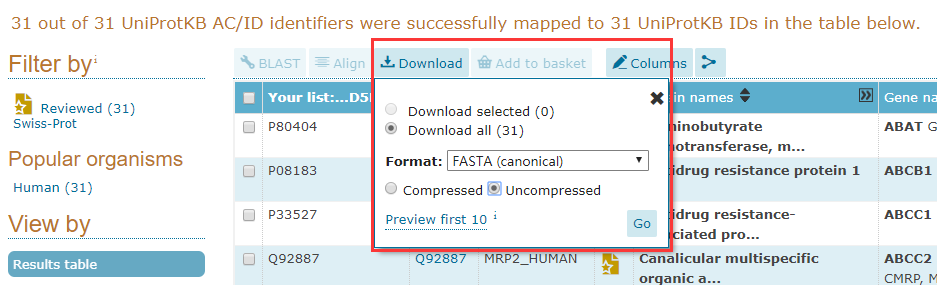 31 out of 31 UniProtKB AC/ID identifiers were successfully mapped to 31 UniProtKB IDs in the table below.
Filter by i
Reviewed (31)
Swiss-Prot
Popular organisms
Human (31)
View by
Results table
BLAST Align Download Add to basket Columns
Your list:...D5 in names Gene na
Download selected (0)
Download all (31)
Format: FASTA (canonical)
Compressed Uncompressed
Preview first 10 i
Go
P80404 minobutyrate ABAT G
notransferase, m...
P08183 idrug resistance protein 1 ABCB1
P33527 idrug resistance- ABCC1
ciated pro...
Q92887 Q92887 MRP2_HUMAN Canalicular multispecific ABCC2
organic a... CMRP, M